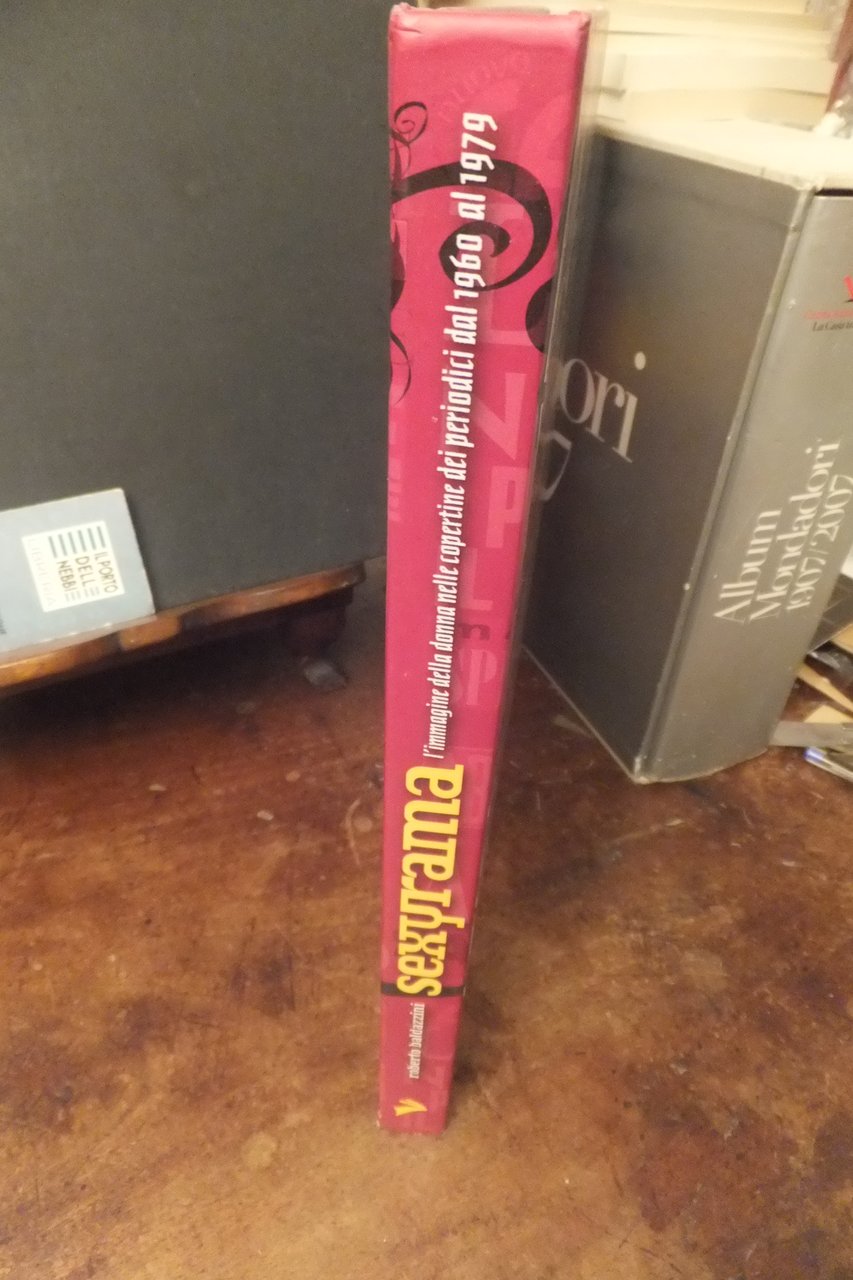 roberto baldazzini
sexyrama
l'immagine della donna nelle copertine dei periodici dal 1960 al 1979
IL PORTO
DELLE
NEBBIE
LIBRERIA
ori
Album
Mondadori
1907//2007